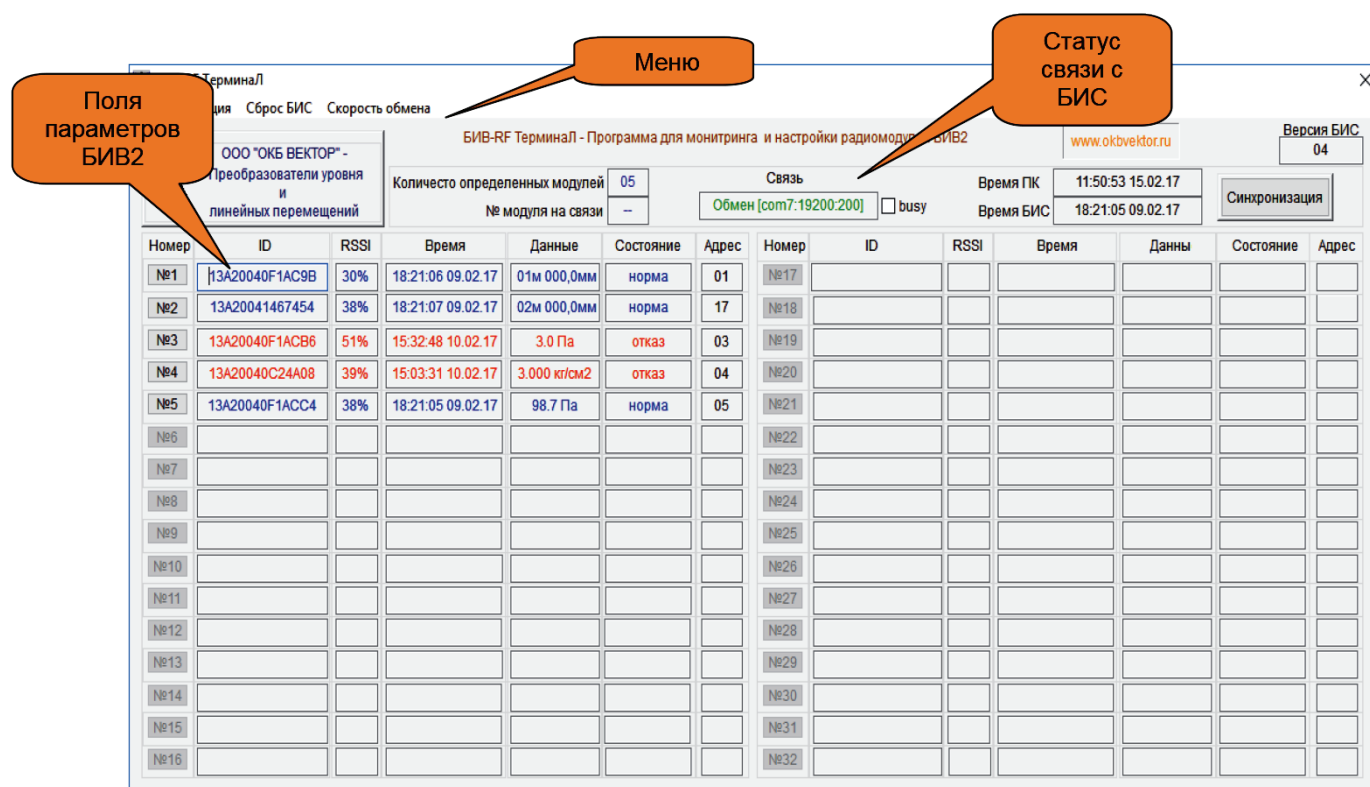 Статус
связи с
БИС
Меню
Поля
параметров
БИВ2
ТерминаЛ
Сброс БИС Скорость обмена
БИВ-RF ТерминаЛ - Программа для монитринга и настройки БИВ2
www.okbvektor.ru
Версия БИС
04
ООО "ОКБ ВЕКТОР" -
Преобразователи уровня
и
линейных перемещений
Количесто определенных модулей 05
№ модуля на связи --
Связь
Обмен [com7:19200:200] busy
Время ПК 11:50:53 15.02.17
Время БИС 18:21:05 09.02.17
Синхронизация
Номер ID RSSI Время Данные Состояние Адрес Номер ID RSSI Время Данны Состояние Адрес
№1 13A20040F1AC9B 30% 18:21:06 09.02.17 01м 000,0мм норма 01 №17
№2 13A20041467454 38% 18:21:07 09.02.17 02м 000,0мм норма 17 №18
№3 13A20040F1ACB6 51% 15:32:48 10.02.17 3.0 Па отказ 03 №19
№4 13A20040C24A08 39% 15:03:31 10.02.17 3.000 кг/см2 отказ 04 №20
№5 13A20040F1ACC4 38% 18:21:05 09.02.17 98.7 Па норма 05 №21
№6 №22
№7 №23
№8 №24
№9 №25
№10 №26
№11 №27
№12 №28
№13 №29
№14 №30
№15 №31
№16 №32